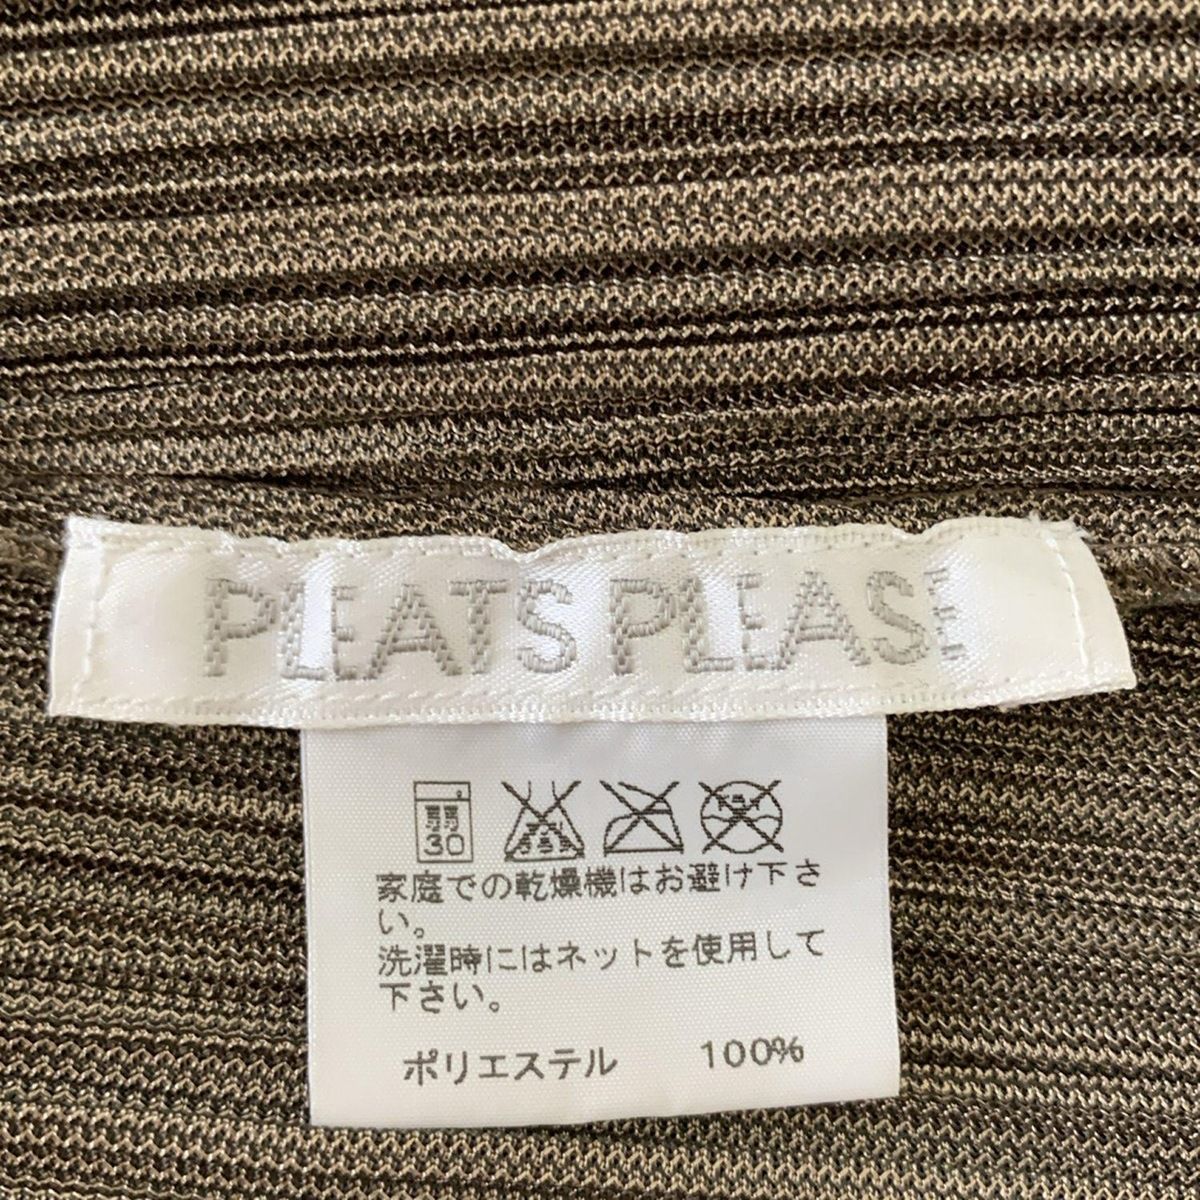 PLEATS PLEASE
弱
30
家庭での乾燥機はお避け下さ
い。
洗濯時にはネットを使用して
下さい。
ポリエステル 100%